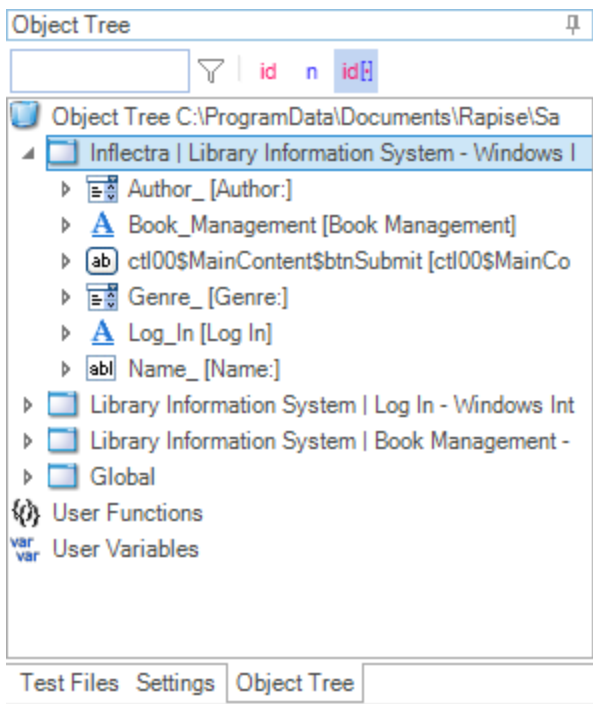 Object Tree
id n id[·]
Object Tree C:\ProgramData\Documents\Rapise\Sa
Inflectra | Library Information System - Windows I
Author_ [Author:]
A Book_Management [Book Management]
ab ctl00$MainContent$btnSubmit [ctl00$MainCo
Genre_ [Genre:]
A Log_In [Log In]
abl Name_ [Name:]
Library Information System | Log In - Windows Int
Library Information System | Book Management -
Global
{()} User Functions
var var User Variables
Test Files Settings Object Tree